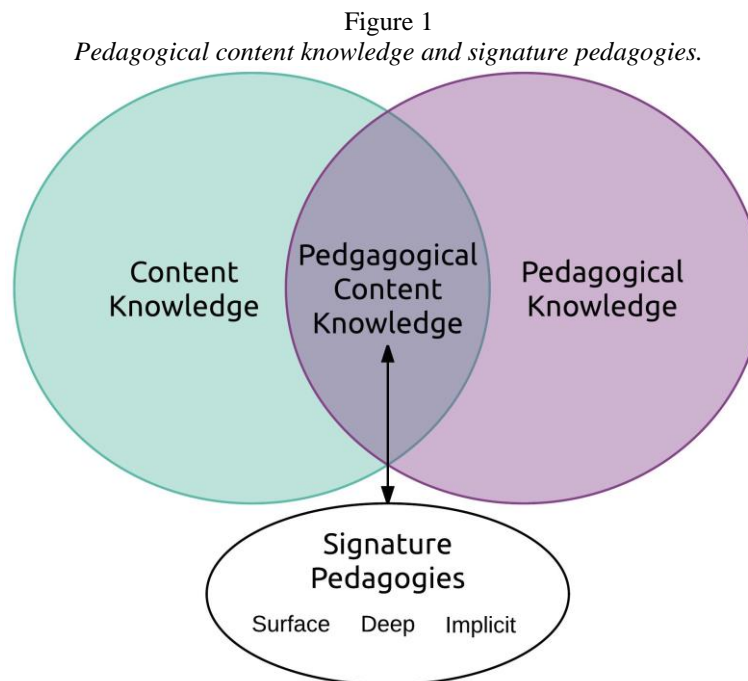 Figure 1
Pedagogical content knowledge and signature pedagogies.
Content
Knowledge
Pedgagogical
Content
Knowledge
Pedagogical
Knowledge
Signature
Pedagogies
Surface Deep Implicit